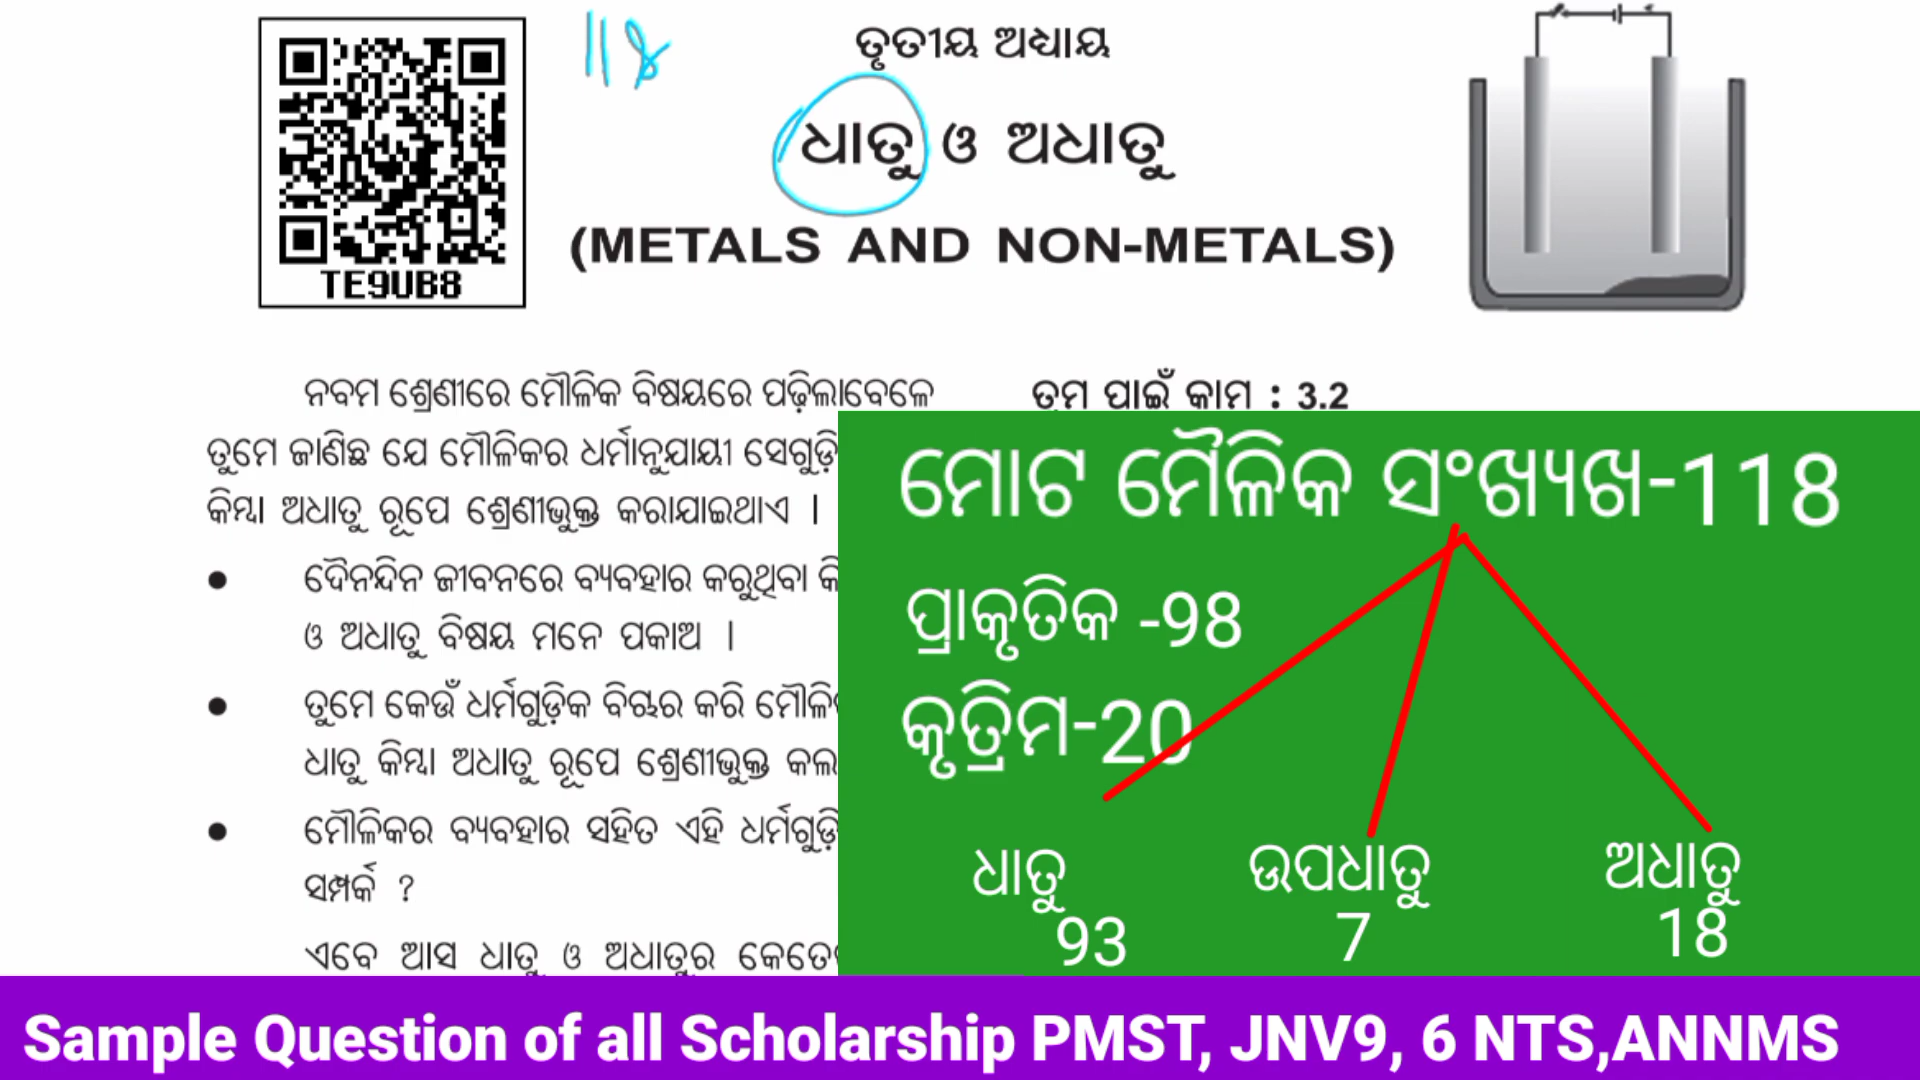 118
ତୃତୀୟ ଅଧ୍ୟାୟ
ଧାତୁ ଓ ଅଧାତୁ
(METALS AND NON-METALS)
TE9UB8
ନବମ ଶ୍ରେଣୀରେ ମୌଳିକ ବିଷୟରେ ପଢ଼ିଲାବେଳେ
ତୁମେ ଜାଣିଛ ଯେ ମୌଳିକର ଧର୍ମାନୁଯାୟୀ ସେଗୁଡ଼ି
କିମ୍ବା ଅଧାତୁ ରୂପେ ଶ୍ରେଣୀଭୁକ୍ତ କରାଯାଇଥାଏ ।
● ଦୈନନ୍ଦିନ ଜୀବନରେ ବ୍ୟବହାର କରୁଥିବା
ଓ ଅଧାତୁ ବିଷୟ ମନେ ପକାଅ ।
● ତୁମେ କେଉଁ ଧର୍ମଗୁଡ଼ିକ ବିଚାର କରି ମୌଳି
ଧାତୁ କିମ୍ବା ଅଧାତୁ ରୂପେ ଶ୍ରେଣୀଭୁକ୍ତ କଲ
● ମୌଳିକର ବ୍ୟବହାର ସହିତ ଏହି ଧର୍ମଗୁଡ଼ି
ସମ୍ପର୍କ ?
ଏବେ ଆସ ଧାତୁ ଓ ଅଧାତୁର କେତେ
ତୁମ ପାଇଁ କାମ : 3.2
ମୋଟ ମୈଳିକ ସଂଖ୍ୟଖ-118
ପ୍ରାକୃତିକ -98
କୃତ୍ରିମ-20
ଧାତୁ ଉପଧାତୁ ଅଧାତୁ
93 7 18
Sample Question of all Scholarship PMST, JNV9, 6 NTS,ANNMS